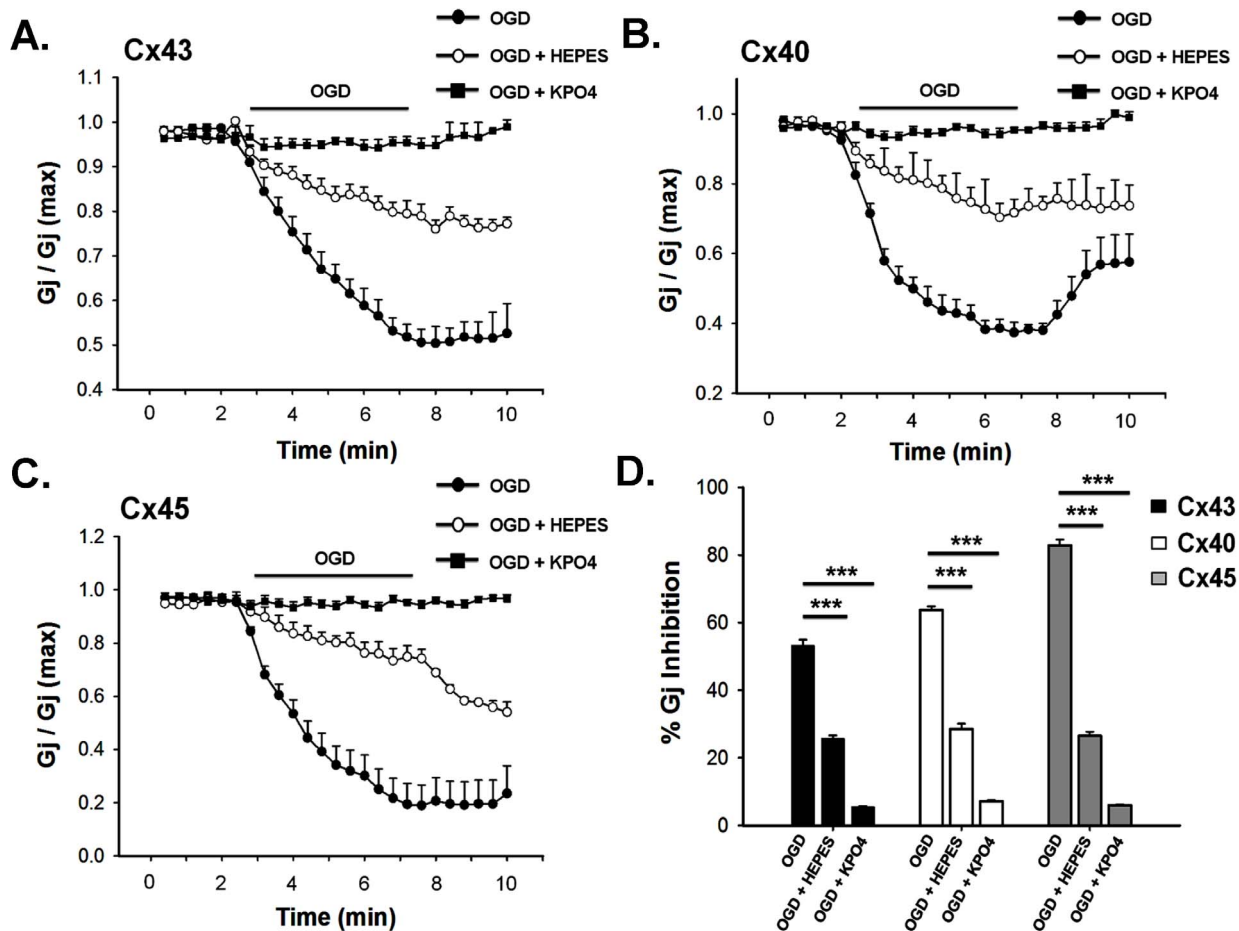 A.
Cx43
OGD
OGD + HEPES
OGD + KPO4
OGD
1.1
1.0
0.9
0.8
0.7
0.6
0.5
0.4
Gj / Gj (max)
0 2 4 6 8 10
Time (min)
B.
Cx40
OGD
OGD + HEPES
OGD + KPO4
OGD
1.0
0.8
0.6
0.4
0.2
Gj / Gj (max)
0 2 4 6 8 10
Time (min)
C.
Cx45
OGD
OGD + HEPES
OGD + KPO4
OGD
1.2
1.0
0.8
0.6
0.4
0.2
0.0
Gj / Gj (max)
0 2 4 6 8 10
Time (min)
D.
100
80
60
40
20
0
% Gj Inhibition
***
***
***
***
***
***
Cx43
Cx40
Cx45
OGD
OGD + HEPES
OGD + KPO4
OGD
OGD + HEPES
OGD + KPO4
OGD
OGD + HEPES
OGD + KPO4